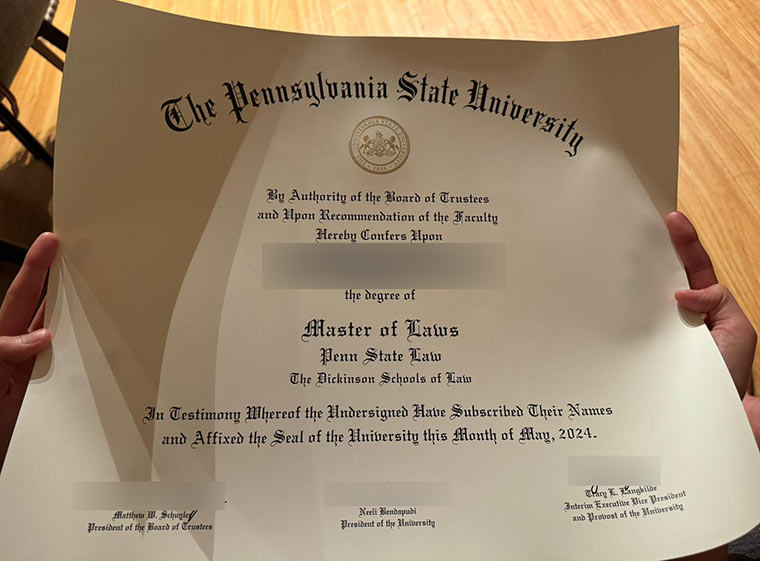 The Pennsylvania State University
1855
By Authority of the Board of Trustees
and Upon Recommendation of the Faculty
Hereby Confers Upon
the degree of
Master of Laws
Penn State Law
The Dickinson Schools of Law
In Testimony Whereof the Undersigned Have Subscribed Their Names
and Affixed the Seal of the University this Month of May, 2024.
Matthew W. Schuyler
President of the Board of Trustees
Neeli Bendapudi
President of the University
Tracy L. Langkilde
Interim Executive Vice President
and Provost of the University